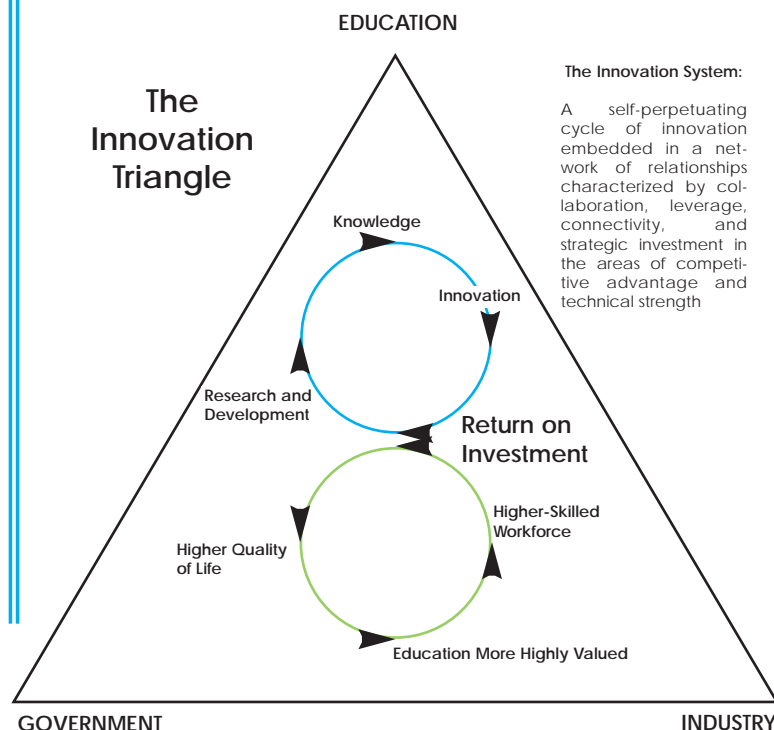 EDUCATION
The
Innovation
Triangle
The Innovation System:
A self-perpetuating
cycle of innovation
embedded in a net-
work of relationships
characterized by col-
laboration, leverage,
connectivity, and
strategic investment in
the areas of competi-
tive advantage and
technical strength
Knowledge
Innovation
Research and
Development
Return on
Investment
Higher-Skilled
Workforce
Higher Quality
of Life
Education More Highly Valued
GOVERNMENT
INDUSTRY